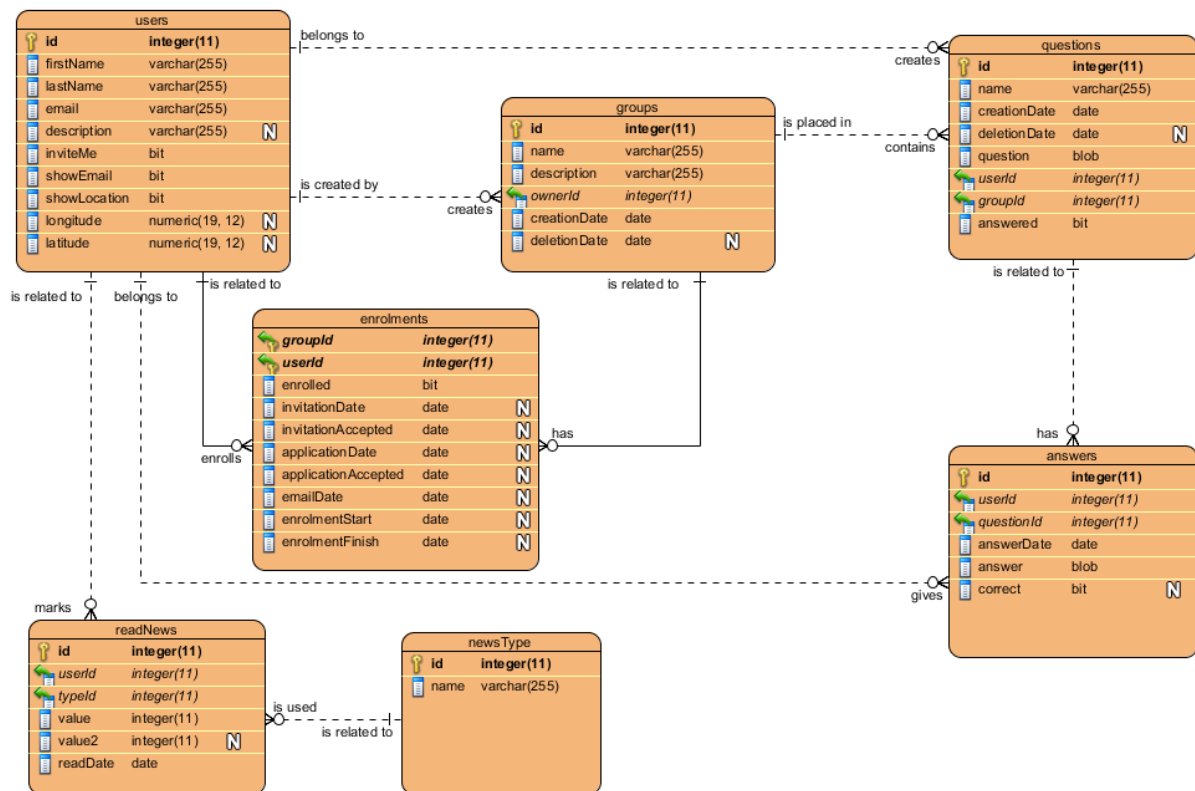 users
id integer(11)
firstName varchar(255)
lastName varchar(255)
email varchar(255)
description varchar(255) N
inviteMe bit
showEmail bit
showLocation bit
longitude numeric(19, 12) N
latitude numeric(19, 12) N
belongs to
creates
questions
id integer(11)
name varchar(255)
creationDate date
deletionDate date N
question blob
userId integer(11)
groupId integer(11)
answered bit
groups
id integer(11)
name varchar(255)
description varchar(255)
ownerId integer(11)
creationDate date
deletionDate date N
is placed in
contains
is created by
creates
is related to
belongs to
is related to
is related to
is related to
enrolments
groupId integer(11)
userId integer(11)
enrolled bit
invitationDate date N
invitationAccepted date N
applicationDate date N
applicationAccepted date N
emailDate date N
enrolmentStart date N
enrolmentFinish date N
enrolls
has
has
answers
id integer(11)
userId integer(11)
questionId integer(11)
answerDate date
answer blob
correct bit N
gives
marks
readNews
id integer(11)
userId integer(11)
typeId integer(11)
value integer(11)
value2 integer(11) N
readDate date
is used
is related to
newsType
id integer(11)
name varchar(255)